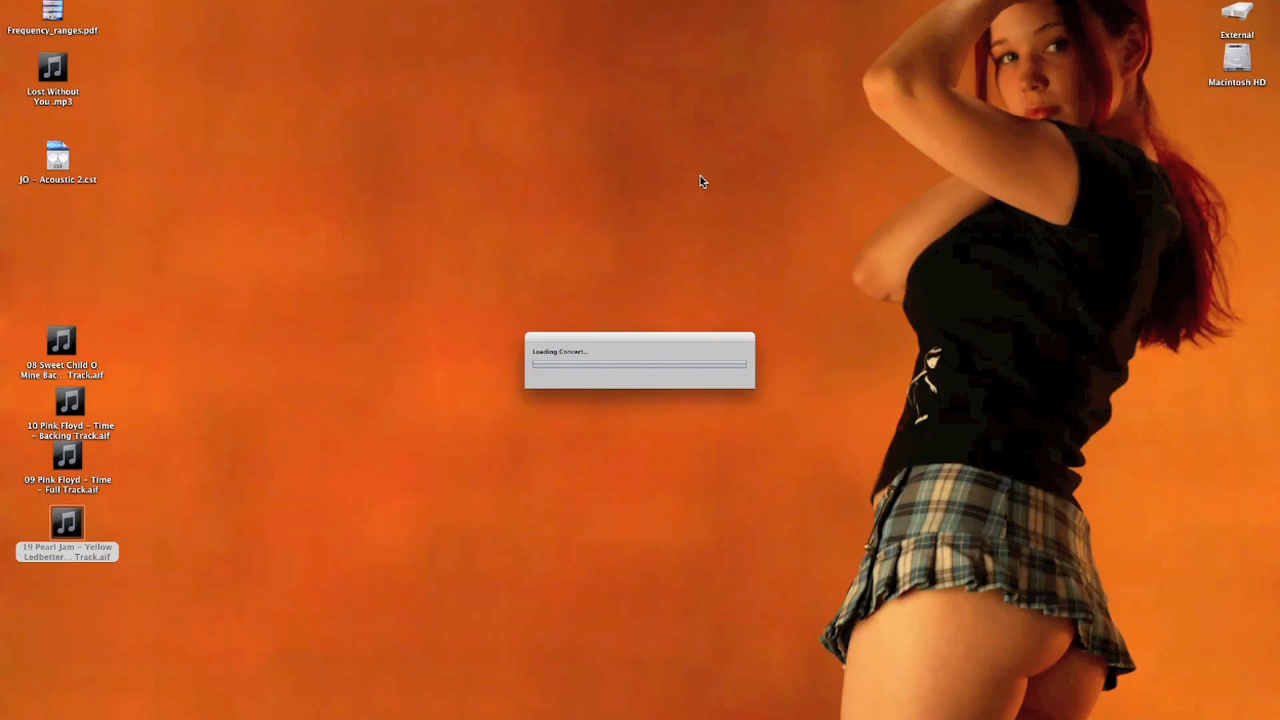 Frequency_ranges.pdf
Lost Without
You .mp3
JO - Acoustic 2.cst
08 Sweet Child O
Mine Bac... Track.aif
10 Pink Floyd - Time
- Backing Track.aif
09 Pink Floyd - Time
- Full Track.aif
19 Pearl Jam - Yellow
Ledbetter... Track.aif
Loading Concert...
External
Macintosh HD